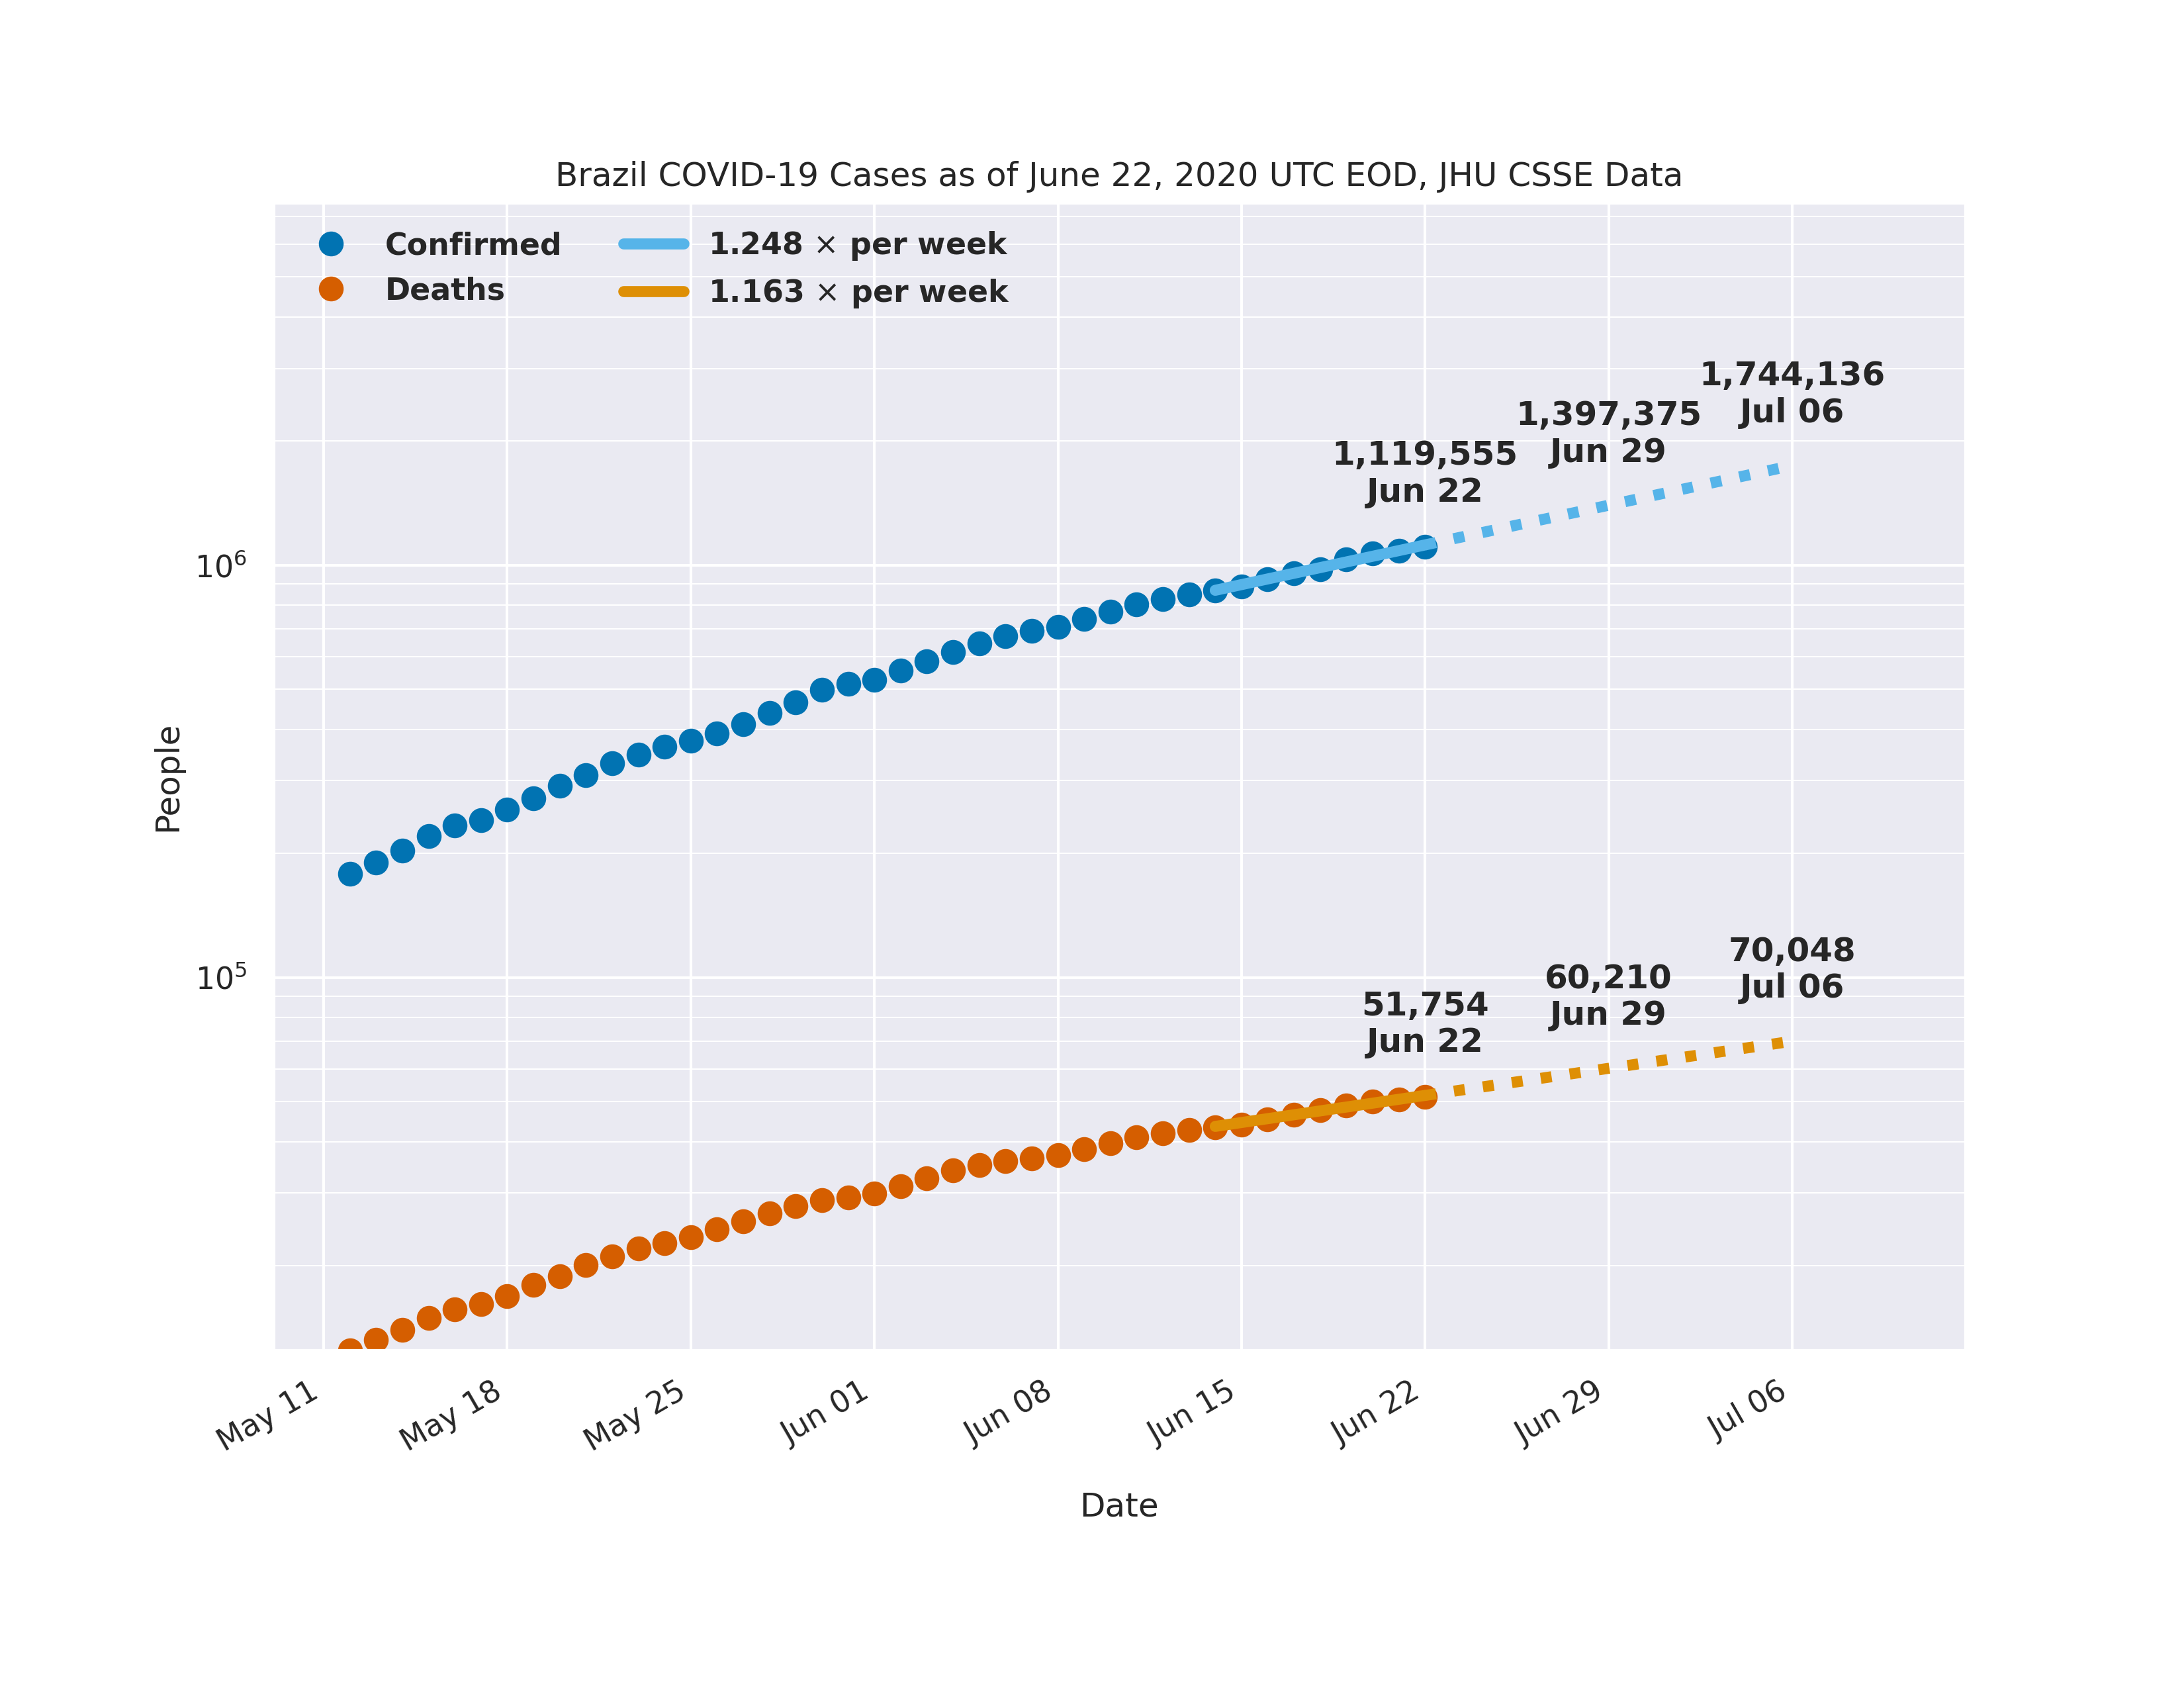 Brazil COVID-19 Cases as of June 22, 2020 UTC EOD, JHU CSSE Data
Confirmed
Deaths
1.248 × per week
1.163 × per week
1,744,136
Jul 06
1,397,375
Jun 29
1,119,555
Jun 22
10⁶
10⁵
People
70,048
Jul 06
60,210
Jun 29
51,754
Jun 22
May 11
May 18
May 25
Jun 01
Jun 08
Jun 15
Jun 22
Jun 29
Jul 06
Date